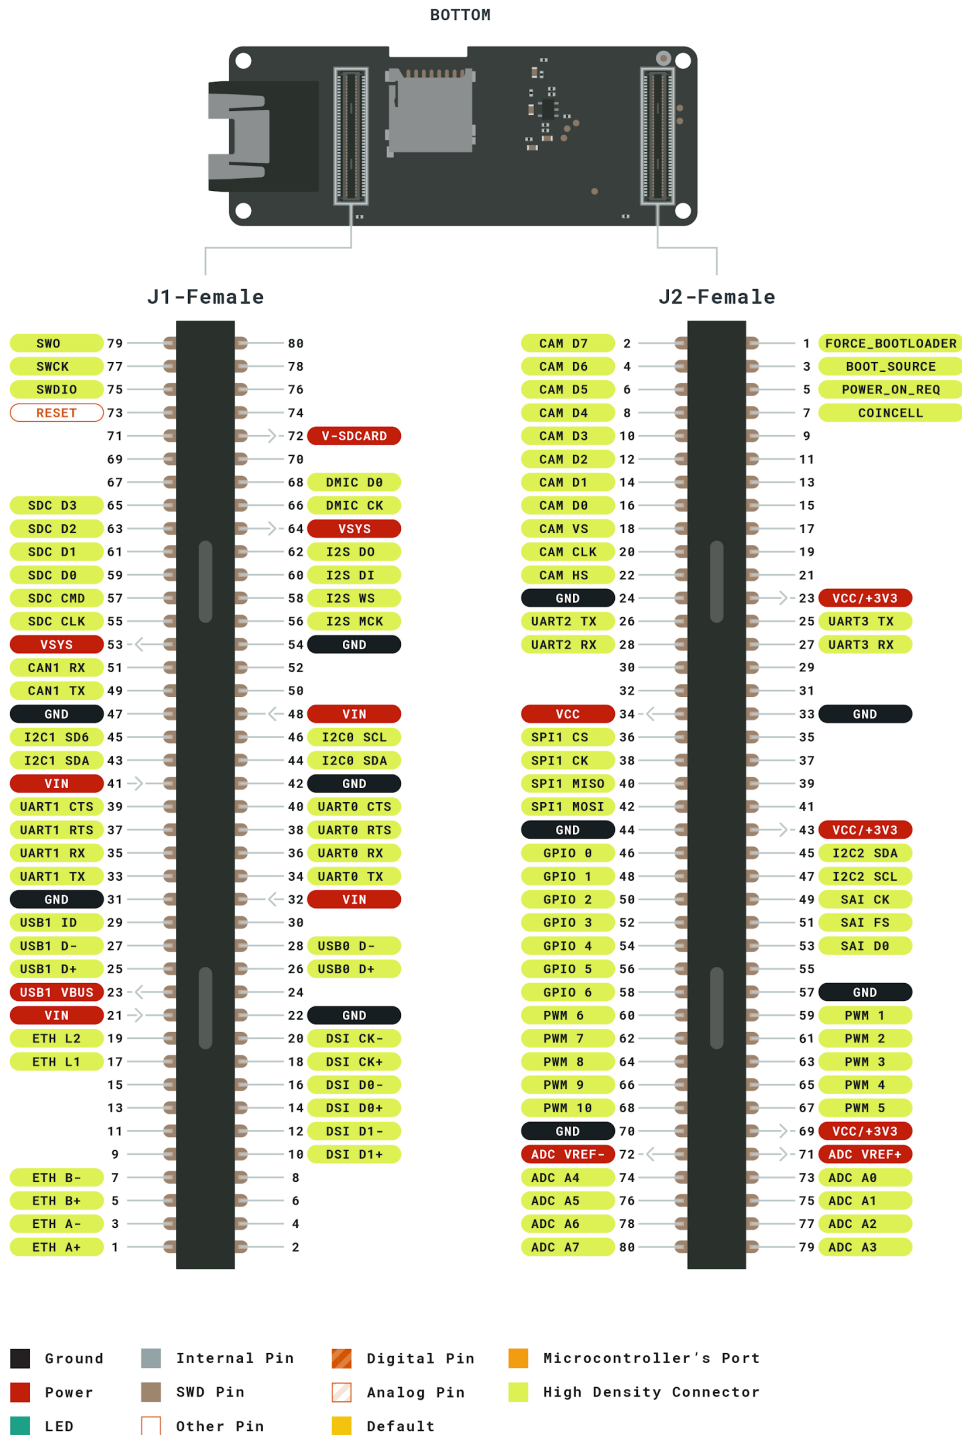 BOTTOM
J1-Female J2-Female
SWO 79 80 CAM D7 2 1 FORCE_BOOTLOADER
SWCK 77 78 CAM D6 4 3 BOOT_SOURCE
SWDIO 75 76 CAM D5 6 5 POWER_ON_REQ
RESET 73 74 CAM D4 8 7 COINCELL
71 72 V-SDCARD CAM D3 10 9
69 70 CAM D2 12 11
67 68 DMIC D0 CAM D1 14 13
SDC D3 65 66 DMIC CK CAM D0 16 15
SDC D2 63 64 VSYS CAM VS 18 17
SDC D1 61 62 I2S DO CAM CLK 20 19
SDC D0 59 60 I2S DI CAM HS 22 21
SDC CMD 57 58 I2S WS GND 24 23 VCC/+3V3
SDC CLK 55 56 I2S MCK UART2 TX 26 25 UART3 TX
VSYS 53 54 GND UART2 RX 28 27 UART3 RX
CAN1 RX 51 52 30 29
CAN1 TX 49 50 32 31
GND 47 48 VIN VCC 34 33 GND
I2C1 SD6 45 46 I2C0 SCL SPI1 CS 36 35
I2C1 SDA 43 44 I2C0 SDA SPI1 CK 38 37
VIN 41 42 GND SPI1 MISO 40 39
UART1 CTS 39 40 UART0 CTS SPI1 MOSI 42 41
UART1 RTS 37 38 UART0 RTS GND 44 43 VCC/+3V3
UART1 RX 35 36 UART0 RX GPIO 0 46 45 I2C2 SDA
UART1 TX 33 34 UART0 TX GPIO 1 48 47 I2C2 SCL
GND 31 32 VIN GPIO 2 50 49 SAI CK
USB1 ID 29 30 GPIO 3 52 51 SAI FS
USB1 D- 27 28 USB0 D- GPIO 4 54 53 SAI D0
USB1 D+ 25 26 USB0 D+ GPIO 5 56 55
USB1 VBUS 23 24 GPIO 6 58 57 GND
VIN 21 22 GND PWM 6 60 59 PWM 1
ETH L2 19 20 DSI CK- PWM 7 62 61 PWM 2
ETH L1 17 18 DSI CK+ PWM 8 64 63 PWM 3
15 16 DSI D0- PWM 9 66 65 PWM 4
13 14 DSI D0+ PWM 10 68 67 PWM 5
11 12 DSI D1- GND 70 69 VCC/+3V3
9 10 DSI D1+ ADC VREF- 72 71 ADC VREF+
ETH B- 7 8 ADC A4 74 73 ADC A0
ETH B+ 5 6 ADC A5 76 75 ADC A1
ETH A- 3 4 ADC A6 78 77 ADC A2
ETH A+ 1 2 ADC A7 80 79 ADC A3
Ground Internal Pin Digital Pin Microcontroller's Port
Power SWD Pin Analog Pin High Density Connector
LED Other Pin Default